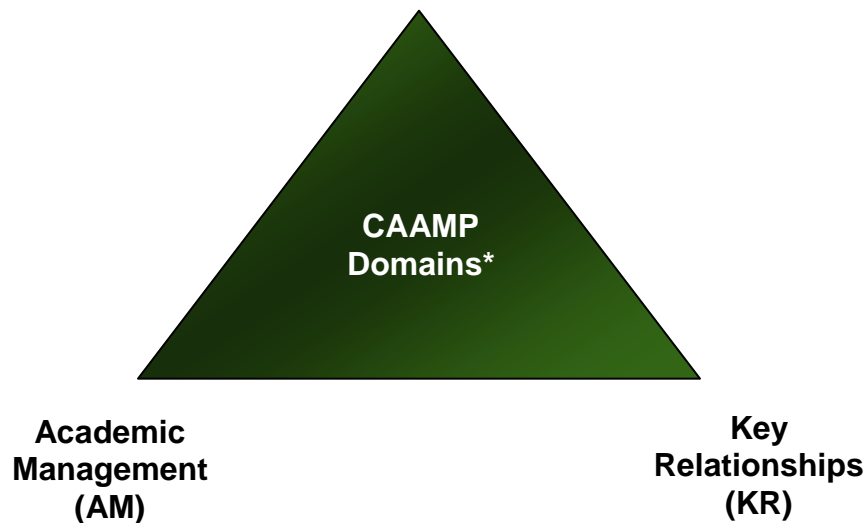 CAAMP
Domains*
Academic
Management
(AM)
Key
Relationships
(KR)